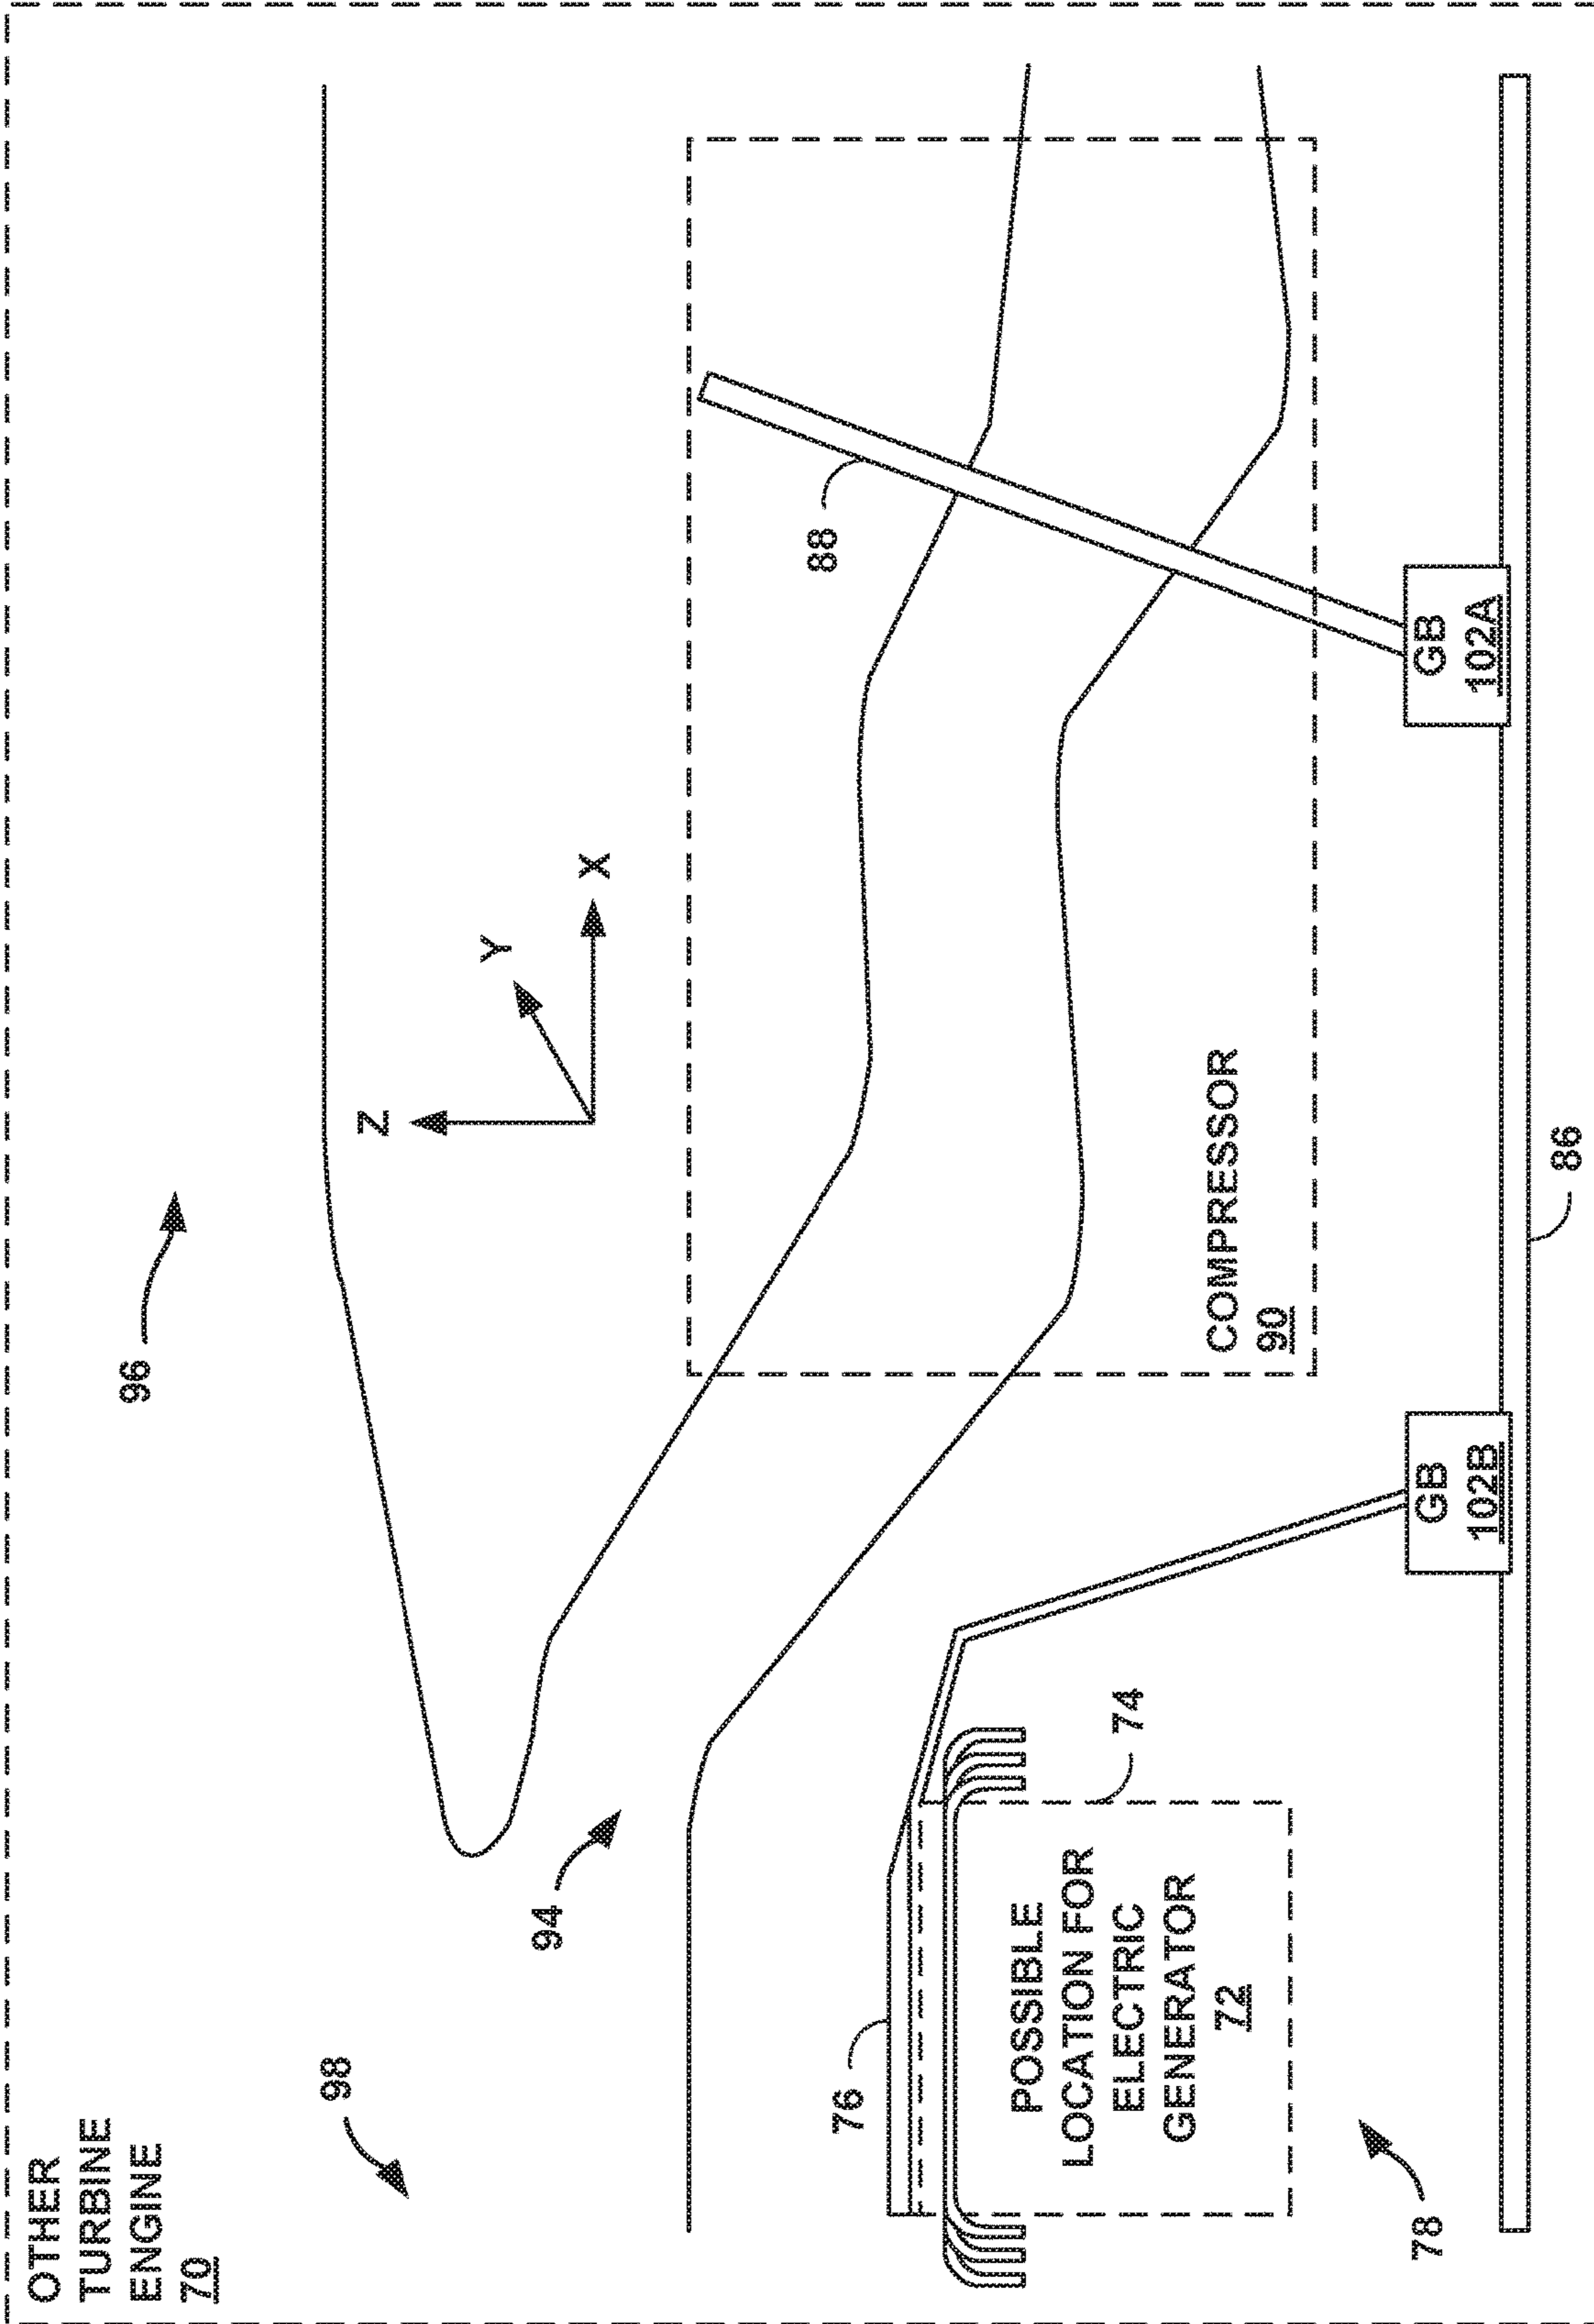 OTHER
TURBINE
ENGINE
70
98
96
94
Z
Y
X
88
76
POSSIBLE
LOCATION FOR
ELECTRIC
GENERATOR
72
74
COMPRESSOR
90
78
GB
102B
GB
102A
86